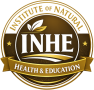 INSTITUTE OF NATURAL
INHE
HEALTH & EDUCATION